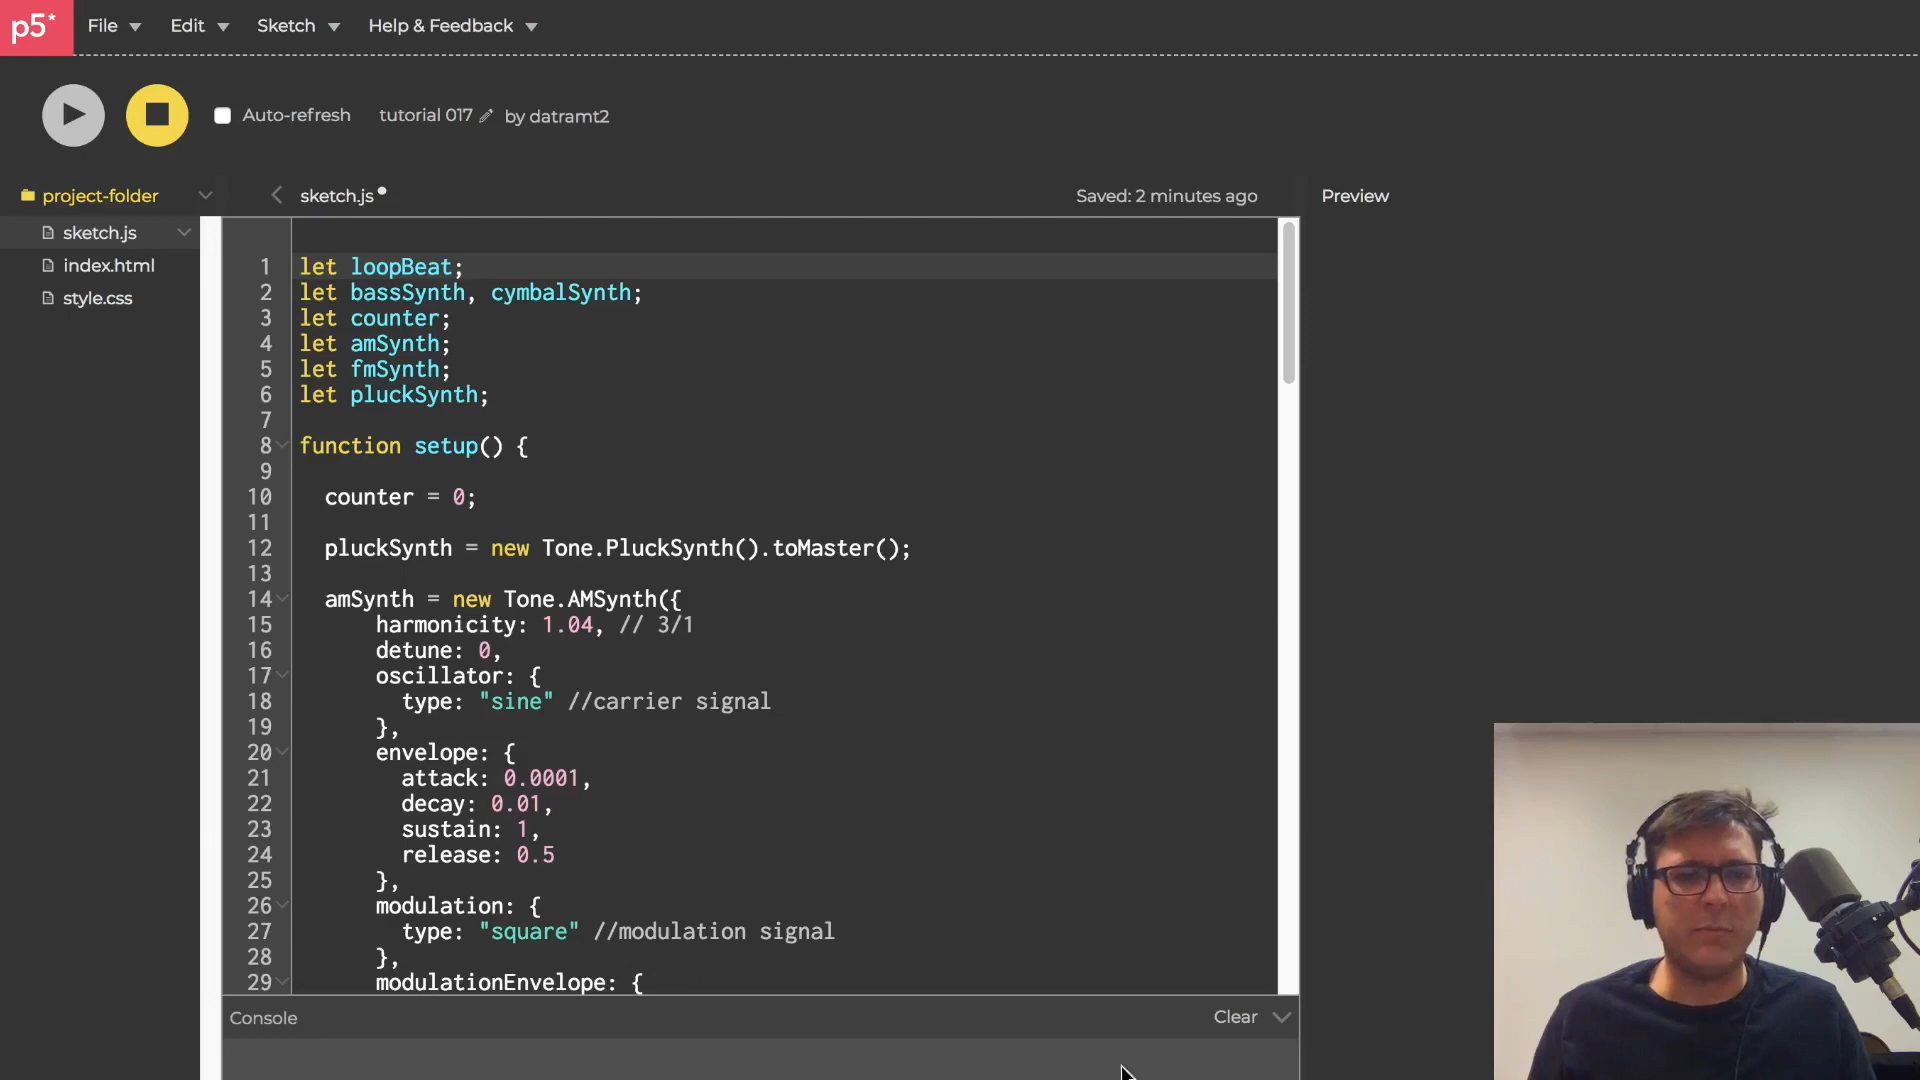 p5* File Edit Sketch Help & Feedback
Auto-refresh tutorial 017 by datramt2
project-folder sketch.js Saved: 2 minutes ago Preview
sketch.js
index.html
style.css
1 let loopBeat;
2 let bassSynth, cymbalSynth;
3 let counter;
4 let amSynth;
5 let fmSynth;
6 let pluckSynth;
7
8 function setup() {
9
10 counter = 0;
11
12 pluckSynth = new Tone.PluckSynth().toMaster();
13
14 amSynth = new Tone.AMSynth({
15 harmonicity: 1.04, // 3/1
16 detune: 0,
17 oscillator: {
18 type: "sine" //carrier signal
19 },
20 envelope: {
21 attack: 0.0001,
22 decay: 0.01,
23 sustain: 1,
24 release: 0.5
25 },
26 modulation: {
27 type: "square" //modulation signal
28 },
29 modulationEnvelope: {
Console Clear